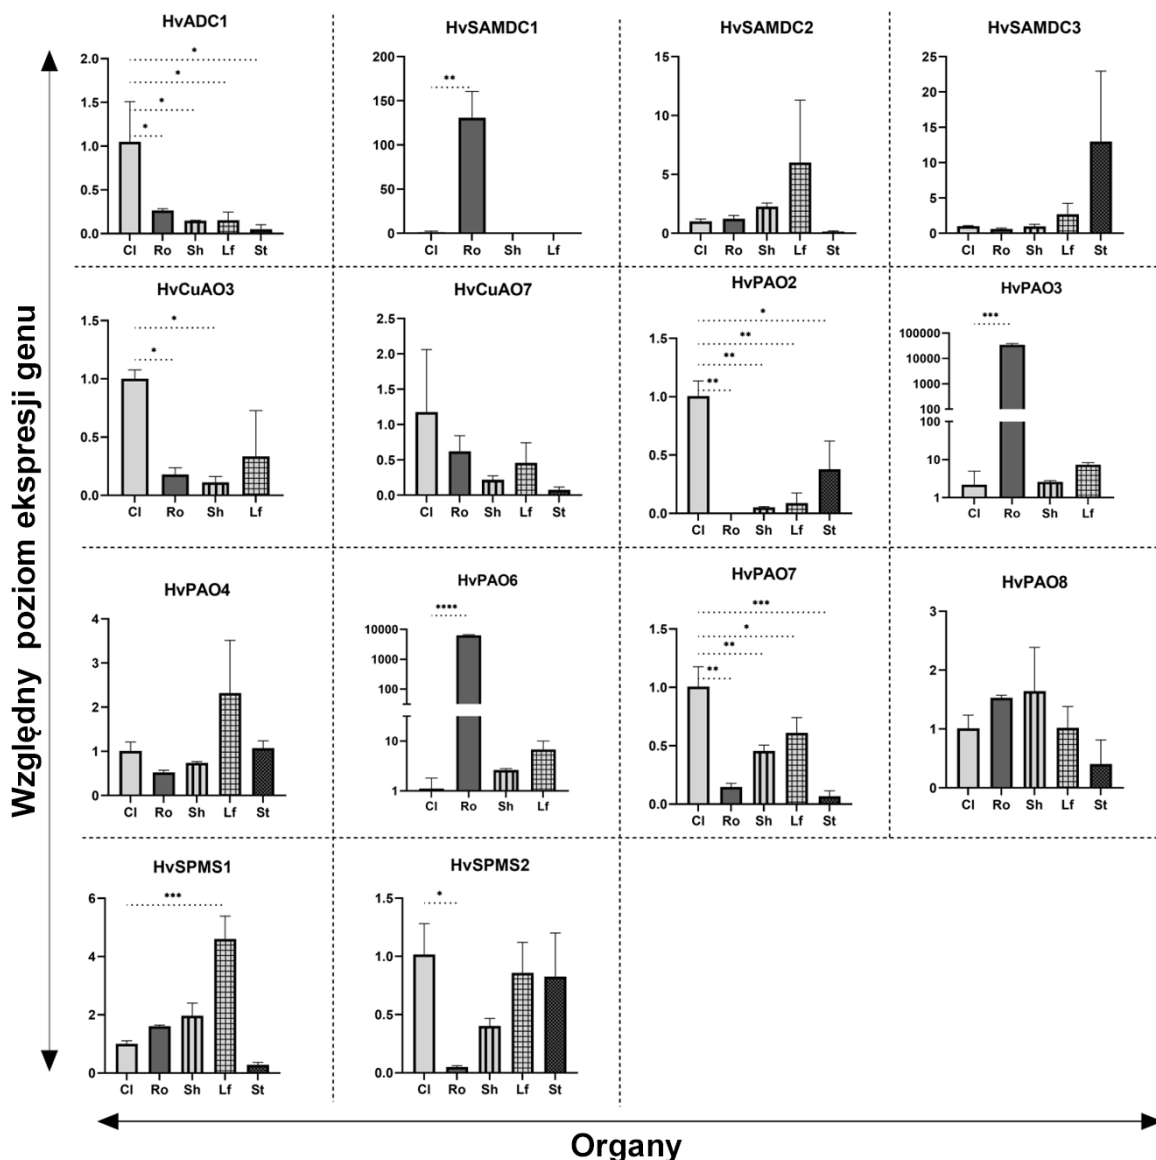 HvADC1
*
*
*
*
2.0
1.5
1.0
0.5
0.0
Cl Ro Sh Lf St
HvSAMDC1
**
200
150
100
50
0
Cl Ro Sh Lf
HvSAMDC2
15
10
5
0
Cl Ro Sh Lf St
HvSAMDC3
25
20
15
10
5
0
Cl Ro Sh Lf St
HvCuAO3
*
*
1.5
1.0
0.5
0.0
Cl Ro Sh Lf
HvCuAO7
2.5
2.0
1.5
1.0
0.5
0.0
Cl Ro Sh Lf St
HvPAO2
*
**
**
**
1.5
1.0
0.5
0.0
Cl Ro Sh Lf St
HvPAO3
***
100000
10000
1000
100
100
10
1
Cl Ro Sh Lf
HvPAO4
4
3
2
1
0
Cl Ro Sh Lf St
HvPAO6
****
10000
1000
100
10
1
Cl Ro Sh Lf
HvPAO7
***
*
**
**
1.5
1.0
0.5
0.0
Cl Ro Sh Lf St
HvPAO8
3
2
1
0
Cl Ro Sh Lf St
HvSPMS1
***
6
4
2
0
Cl Ro Sh Lf St
HvSPMS2
*
1.5
1.0
0.5
0.0
Cl Ro Sh Lf St
Względny poziom ekspresji genu
Organy